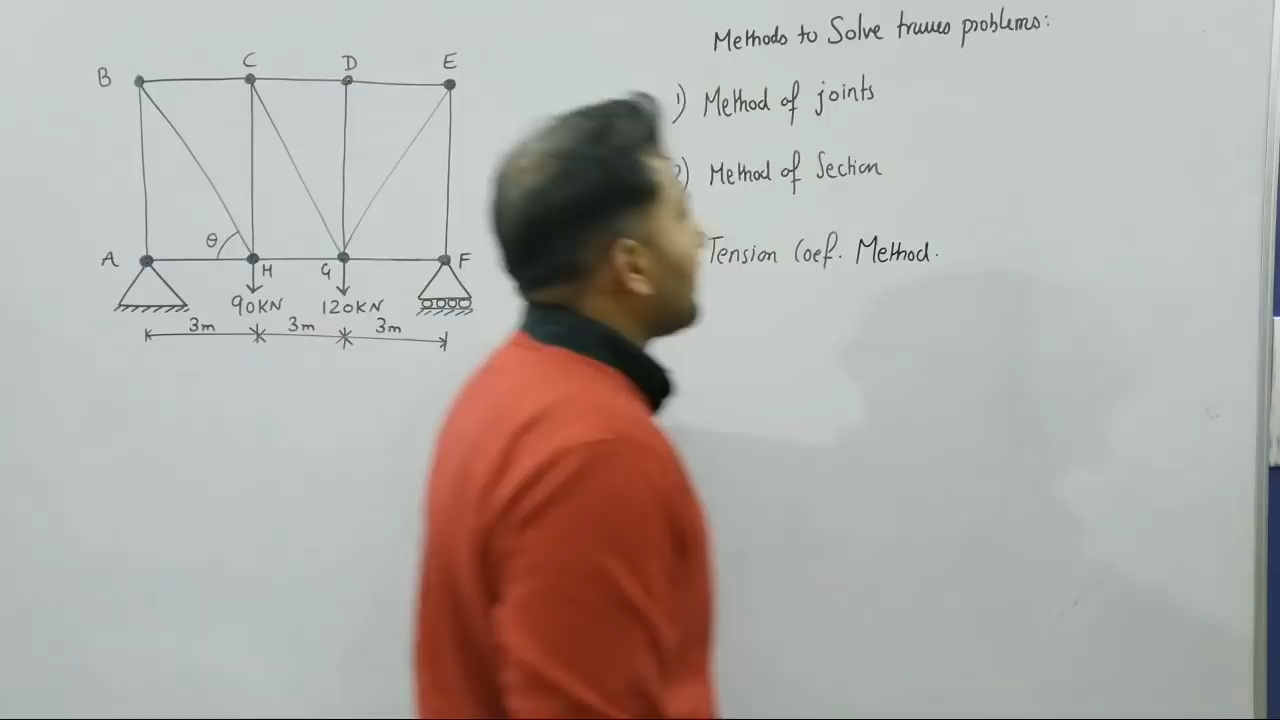 B C D E
θ
A H G F
90KN 120KN
3m 3m 3m
Methods to Solve trusses problems:
1) Method of joints
2) Method of Section
Tension Coef. Method.